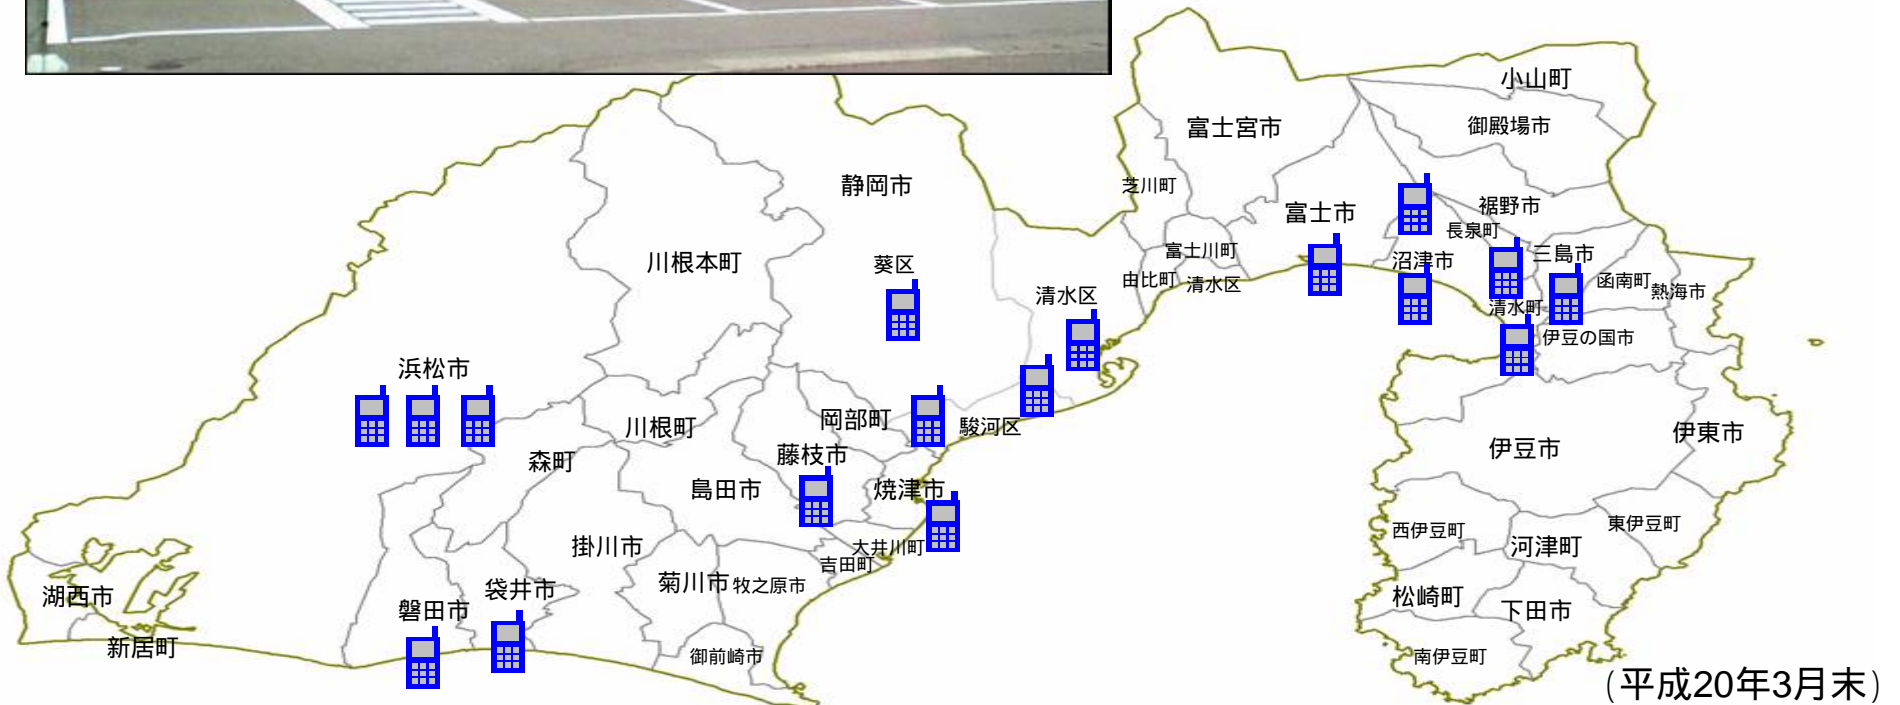 小山町
富士宮市
御殿場市
静岡市
芝川町
富士市
裾野市
長泉町
富士川町
三島市
川根本町
葵区
沼津市
由比町
清水区
函南町
熱海市
清水区
清水町
伊豆の国市
浜松市
岡部町
川根町
駿河区
伊東市
伊豆市
藤枝市
森町
島田市
焼津市
西伊豆町
東伊豆町
掛川市
大井川町
河津町
吉田町
菊川市
牧之原市
袋井市
湖西市
松崎町
磐田市
下田市
新居町
御前崎市
南伊豆町
(平成20年3月末)